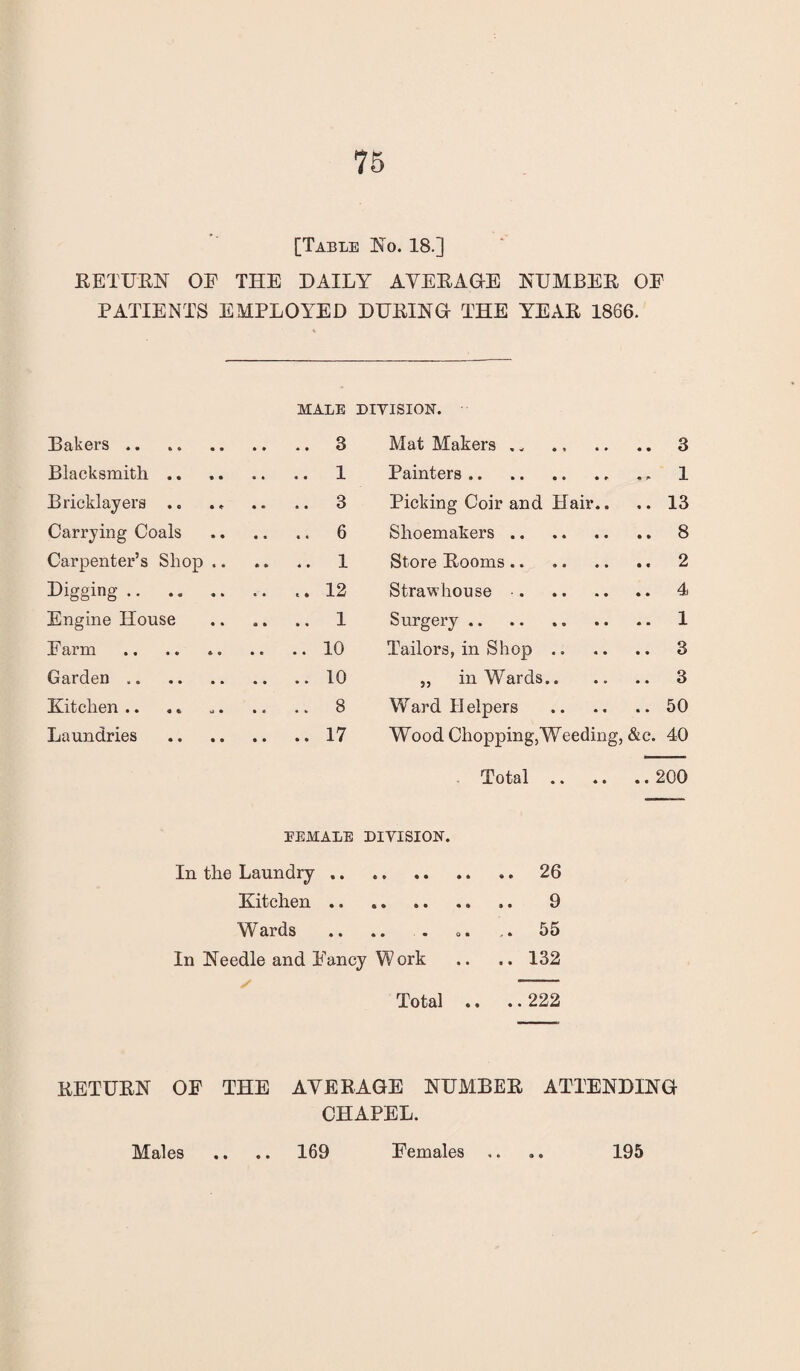 75
[Table No. 18.]
RETURN OF THE DAILY AVERAGE NUMBER OF
PATIENTS EMPLOYED DURING THE YEAR 1866.
MALE DIVISION.
Bakers .. .. .. .. .. 3
Blacksmith .. .. .. .. 1
Bricklayers .. .. .. .. 3
Carrying Coals .. .. .. 6
Carpenter's Shop .. .. .. 1
Digging .. .. .. .. .. 12
Engine House .. .. .. 1
Farm .. .. .. .. .. 10
Garden .. .. .. .. .. 10
Kitchen .. .. .. .. .. 8
Laundries .. .. .. .. 17
Mat Makers .. .. .. .. 3
Painters .. .. .. .. .. 1
Picking Coir and Hair.. .. 13
Shoemakers .. .. .. .. 8
Store Rooms .. .. .. .. 2
Strawhouse .. .. .. .. 4
Surgery .. .. .. .. .. 1
Tailors, in Shop .. .. .. 3
„ in Wards.. .. .. 3
Ward Helpers .. .. .. 50
Wood Chopping, Weeding, &c. 40
Total .. .. .. 200
FEMALE DIVISION.
In the Laundry .. .. .. .. .. 26
Kitchen .. .. .. .. .. 9
Wards .. .. .. .. .. 55
In Needle and Fancy Work .. .. 132
Total .. .. 222
RETURN OF THE AVERAGE NUMBER ATTENDING
CHAPEL.
Males .. .. 169 Females .. .. 195